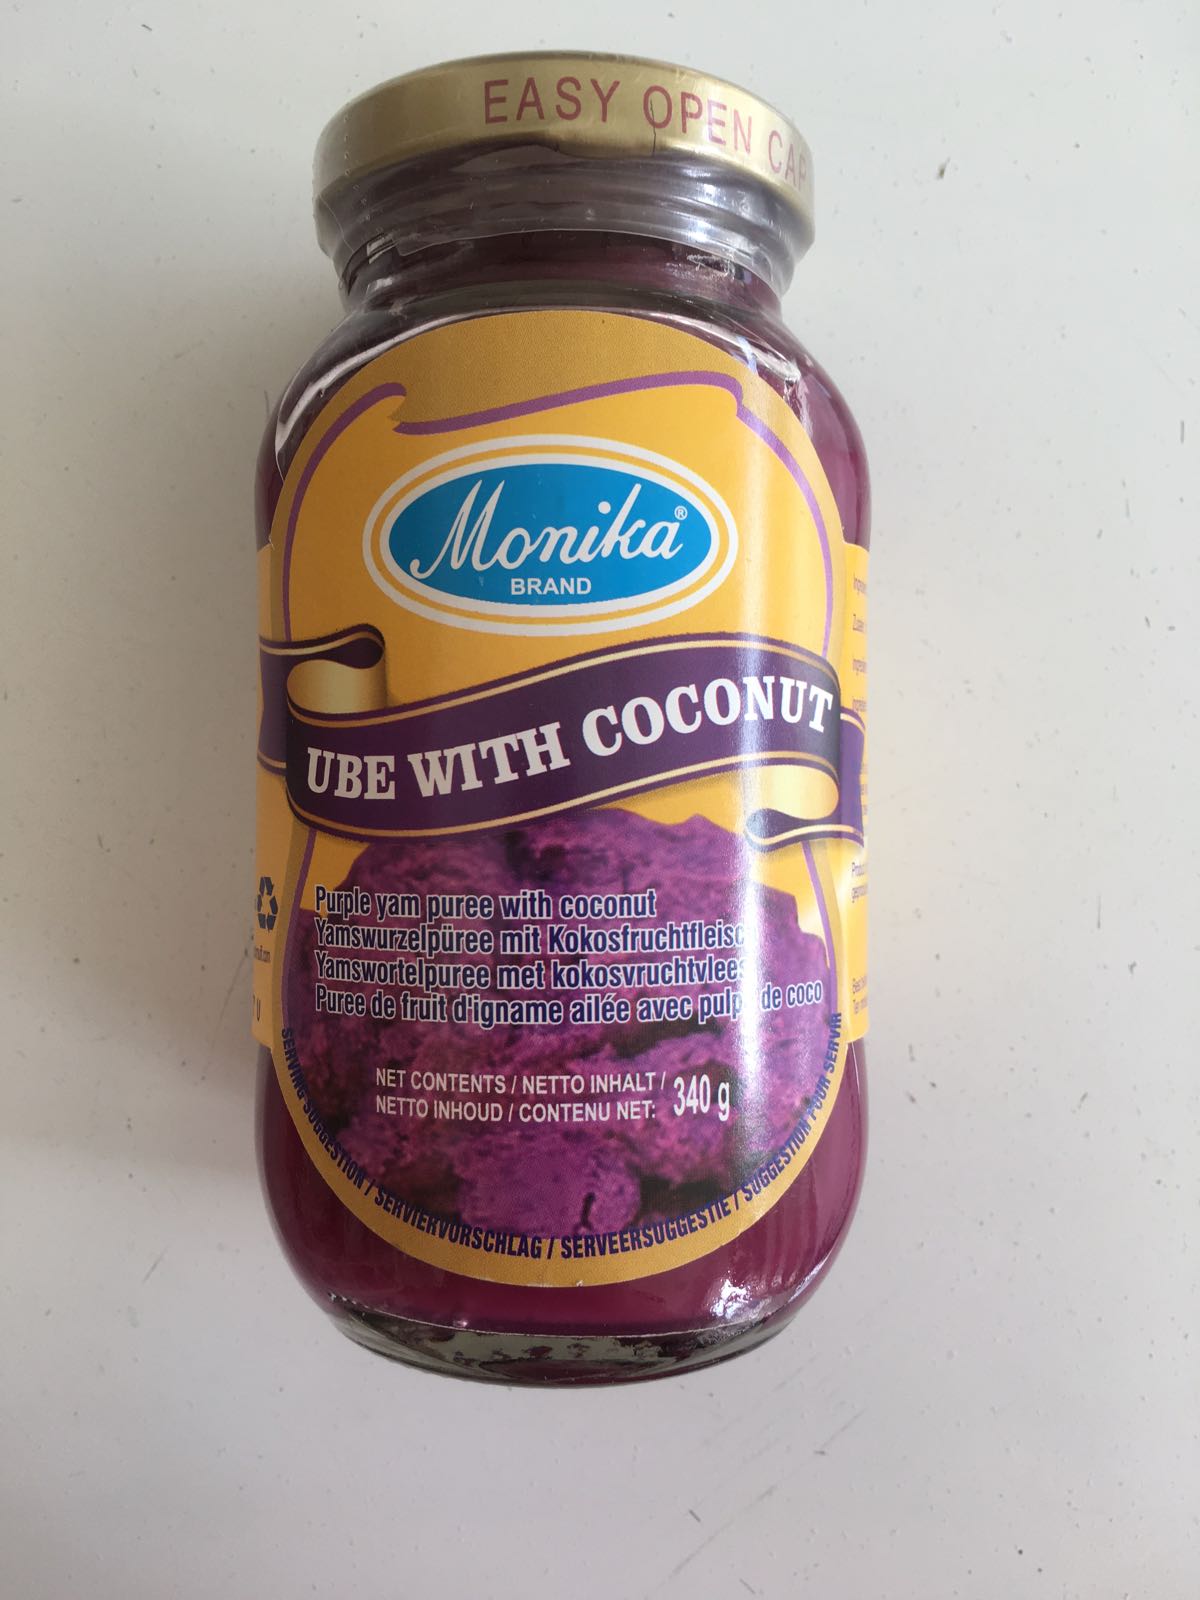 EASY OPEN CAP
Monika®
BRAND
UBE WITH COCONUT
Purple yam puree with coconut
Yamswurzelpüree mit Kokosfruchtfleisc
Yamswortelpuree met kokosvruchtvlees
Puree de fruit d'igname ailée avec pulp de coco
NET CONTENTS / NETTO INHALT /
NETTO INHOUD / CONTENU NET: 340 g
SERVING SUGGESTION / SERVIERVORSCHLAG / SERVEERSUGGESTIE / SUGGESTION POUR SERVIR